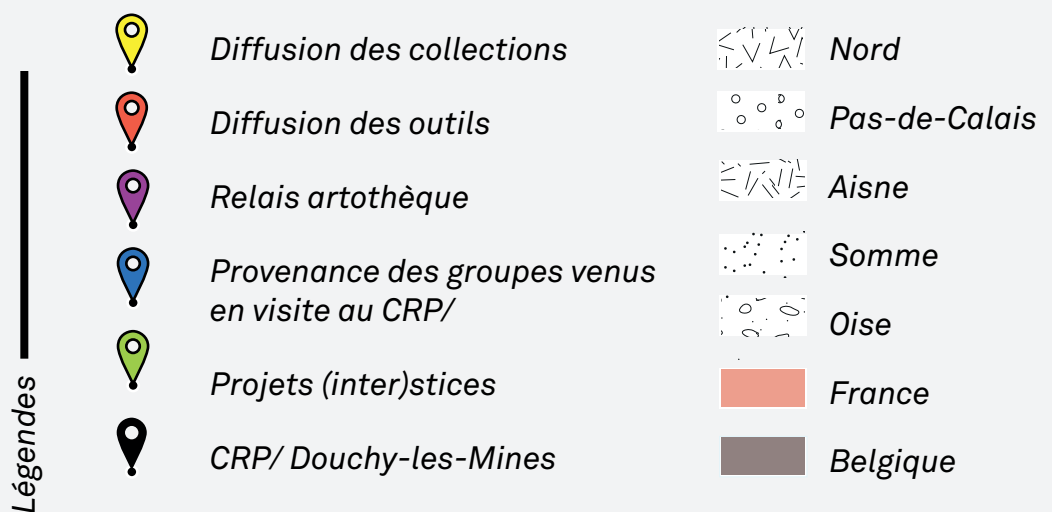 Légendes
Diffusion des collections
Diffusion des outils
Relais artothèque
Provenance des groupes venus
en visite au CRP/
Projets (inter)stices
CRP/ Douchy-les-Mines
Nord
Pas-de-Calais
Aisne
Somme
Oise
France
Belgique